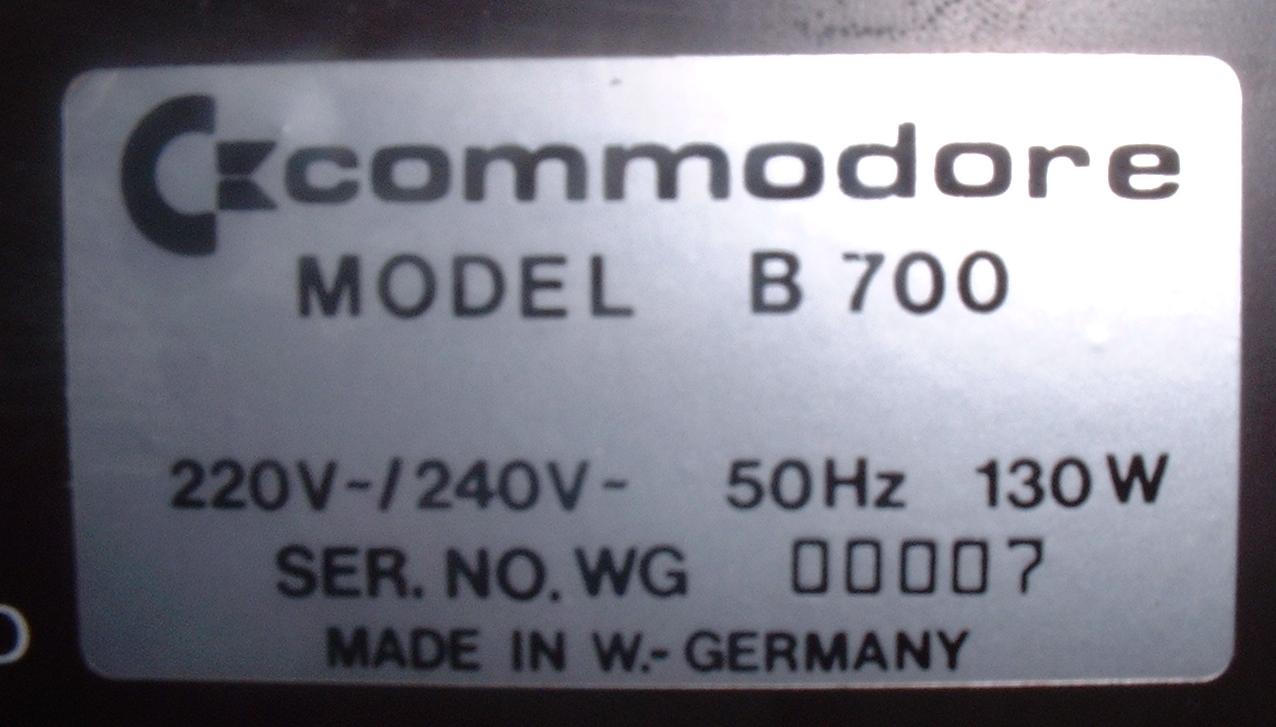 commodore
MODEL B 700
220V~/240V~ 50Hz 130W
SER. NO. WG 00007
MADE IN W.-GERMANY